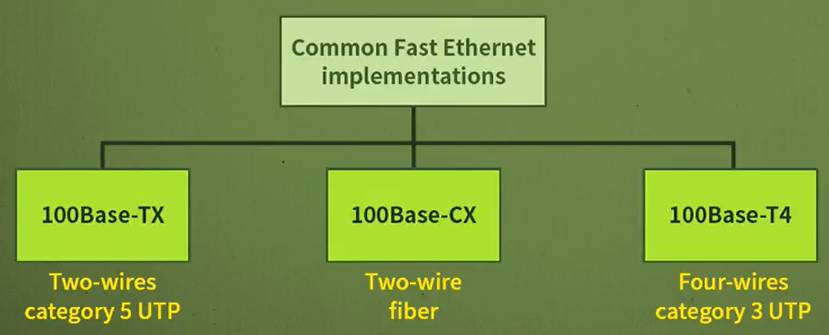 Common Fast Ethernet
implementations
100Base-TX
100Base-CX
100Base-T4
Two-wires
category 5 UTP
Two-wire
fiber
Four-wires
category 3 UTP